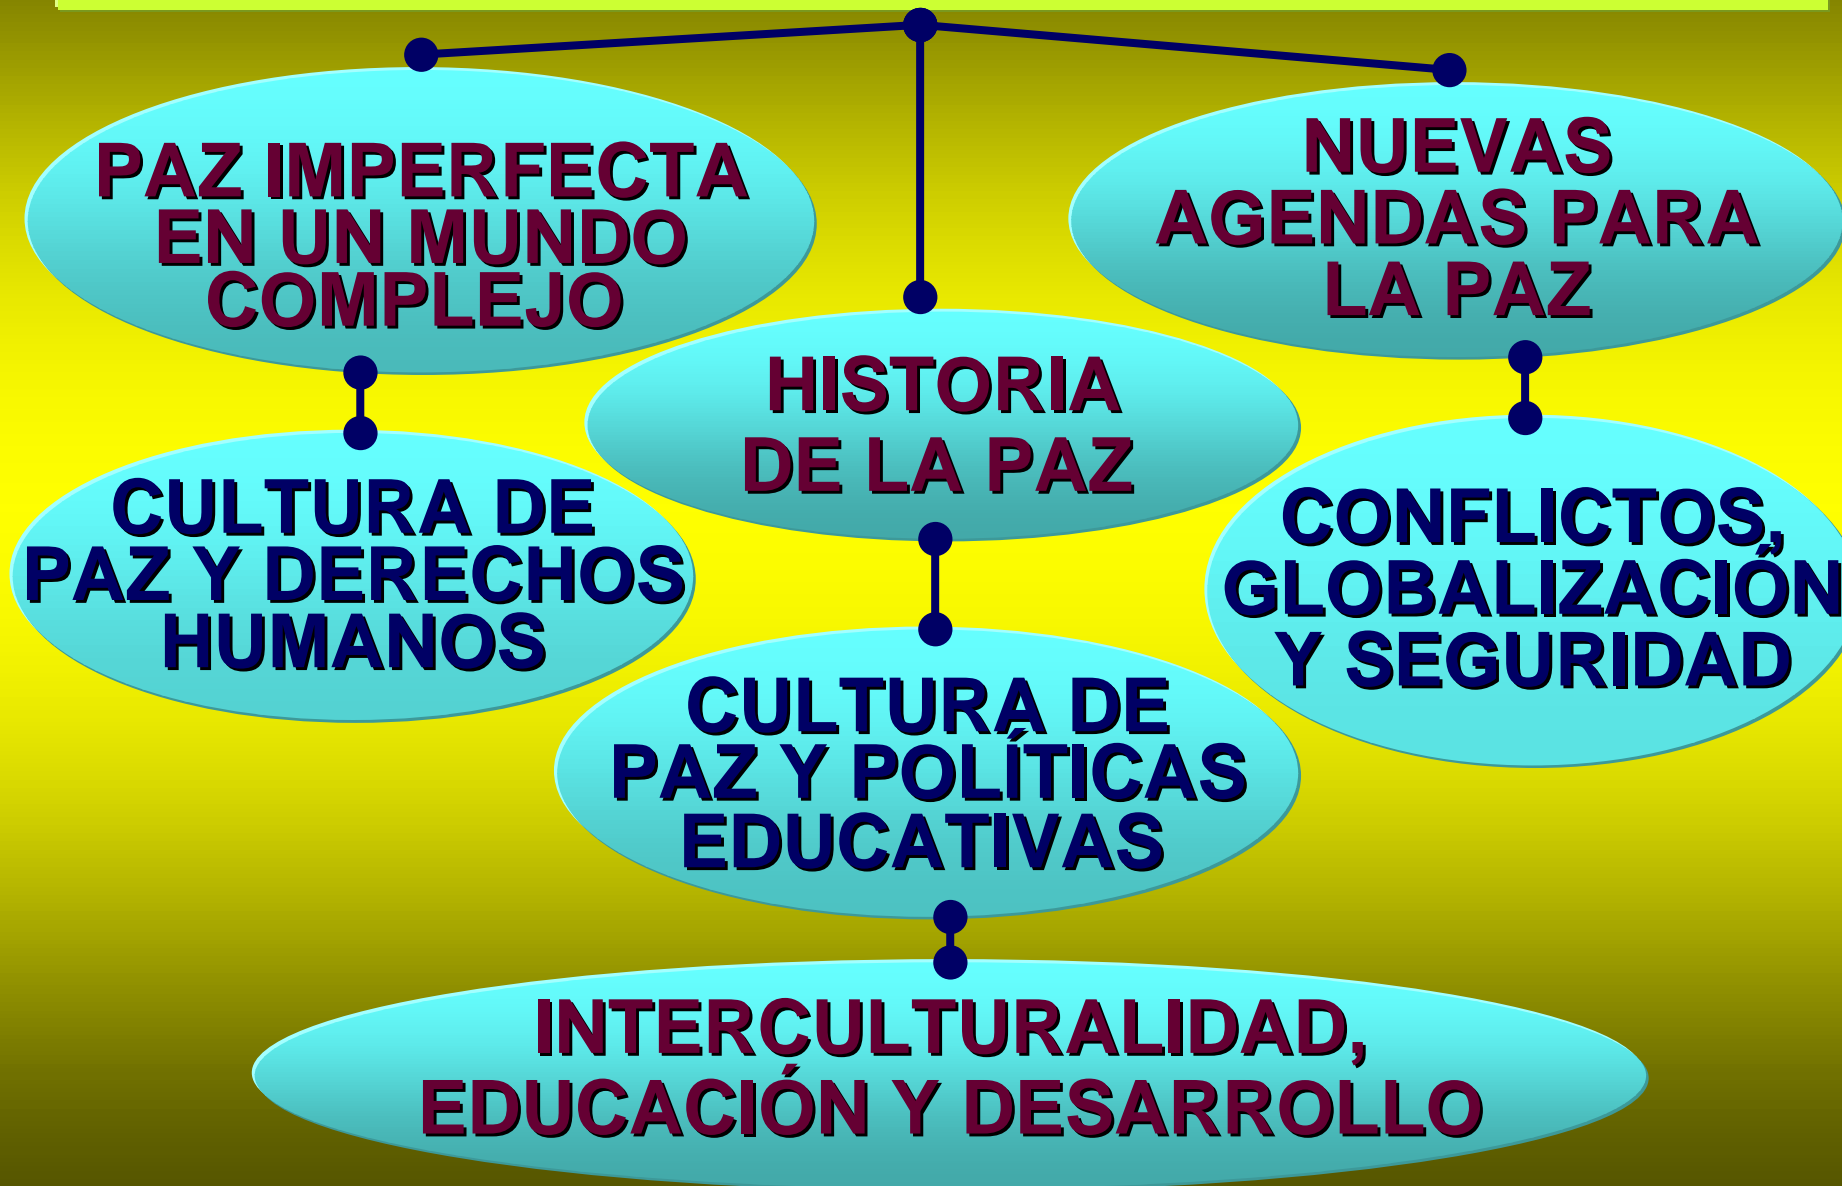 PAZ IMPERFECTA
EN UN MUNDO
COMPLEJO
NUEVAS
AGENDAS PARA
LA PAZ
HISTORIA
DE LA PAZ
CULTURA DE
PAZ Y DERECHOS
HUMANOS
CONFLICTOS,
GLOBALIZACIÓN
Y SEGURIDAD
CULTURA DE
PAZ Y POLÍTICAS
EDUCATIVAS
INTERCULTURALIDAD,
EDUCACIÓN Y DESARROLLO